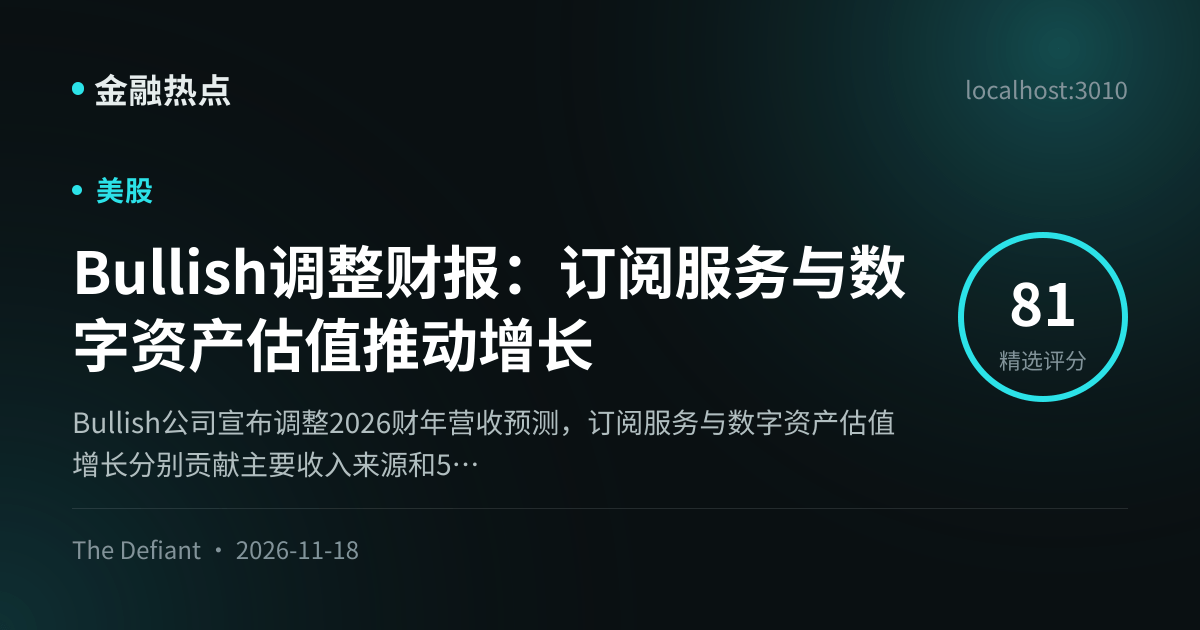 金融热点
localhost:3010
美股
Bullish调整财报：订阅服务与数
字资产估值推动增长
81
精选评分
Bullish公司宣布调整2026财年营收预测，订阅服务与数字资产估值
增长分别贡献主要收入来源和5…
The Defiant · 2026-11-18